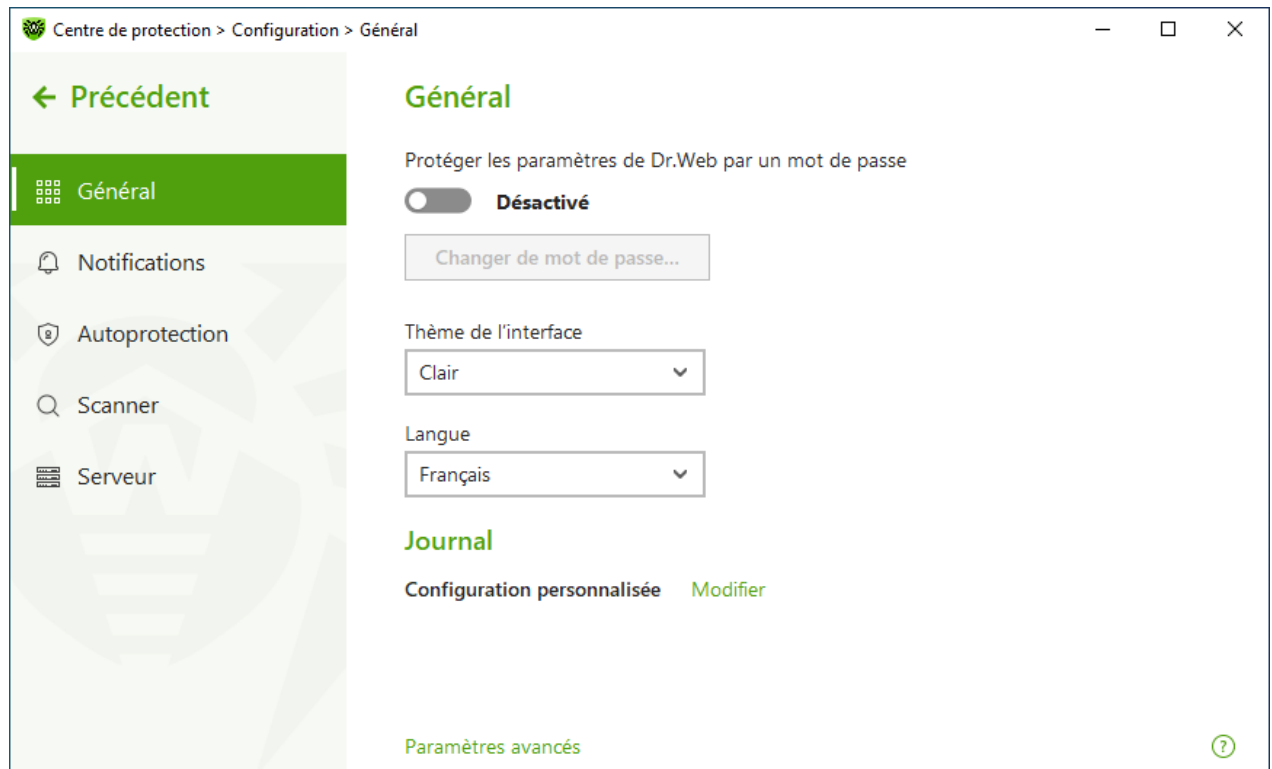 Centre de protection > Configuration > Général
Précédent
Général
Notifications
Autoprotection
Scanner
Serveur
Général
Protéger les paramètres de Dr.Web par un mot de passe
Désactivé
Changer de mot de passe...
Thème de l'interface
Clair
Langue
Français
Journal
Configuration personnalisée Modifier
Paramètres avancés
?